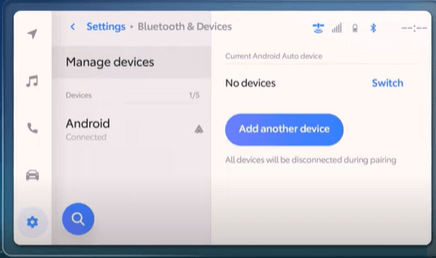 Settings • Bluetooth & Devices
--:--
Manage devices
Devices 1/5
Android
Connected
Current Android Auto device
No devices Switch
Add another device
All devices will be disconnected during pairing